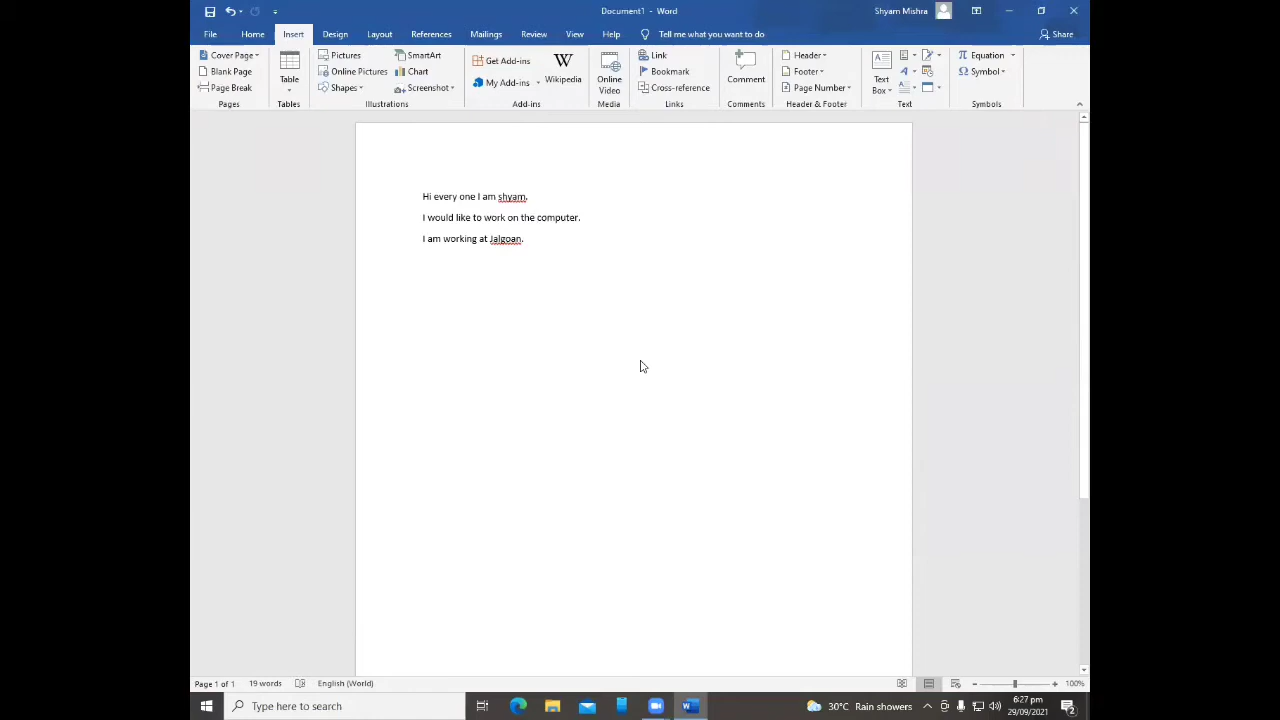 Document1 - Word
Shyam Mishra
File Home Insert Design Layout References Mailings Review View Help Tell me what you want to do Share
Cover Page Pictures SmartArt Get Add-ins Link Header Equation
Blank Page Online Pictures Chart Bookmark Footer Symbol
Page Break Shapes Screenshot My Add-ins Cross-reference Page Number
Table Wikipedia Online Video Comment Text Box
Pages Tables Illustrations Add-ins Media Links Comments Header & Footer Text Symbols
Hi every one I am shyam.
I would like to work on the computer.
I am working at Jalgoan.
Page 1 of 1 19 words English (World) 100%
Type here to search 30°C Rain showers 6:27 pm
29/09/2021 2